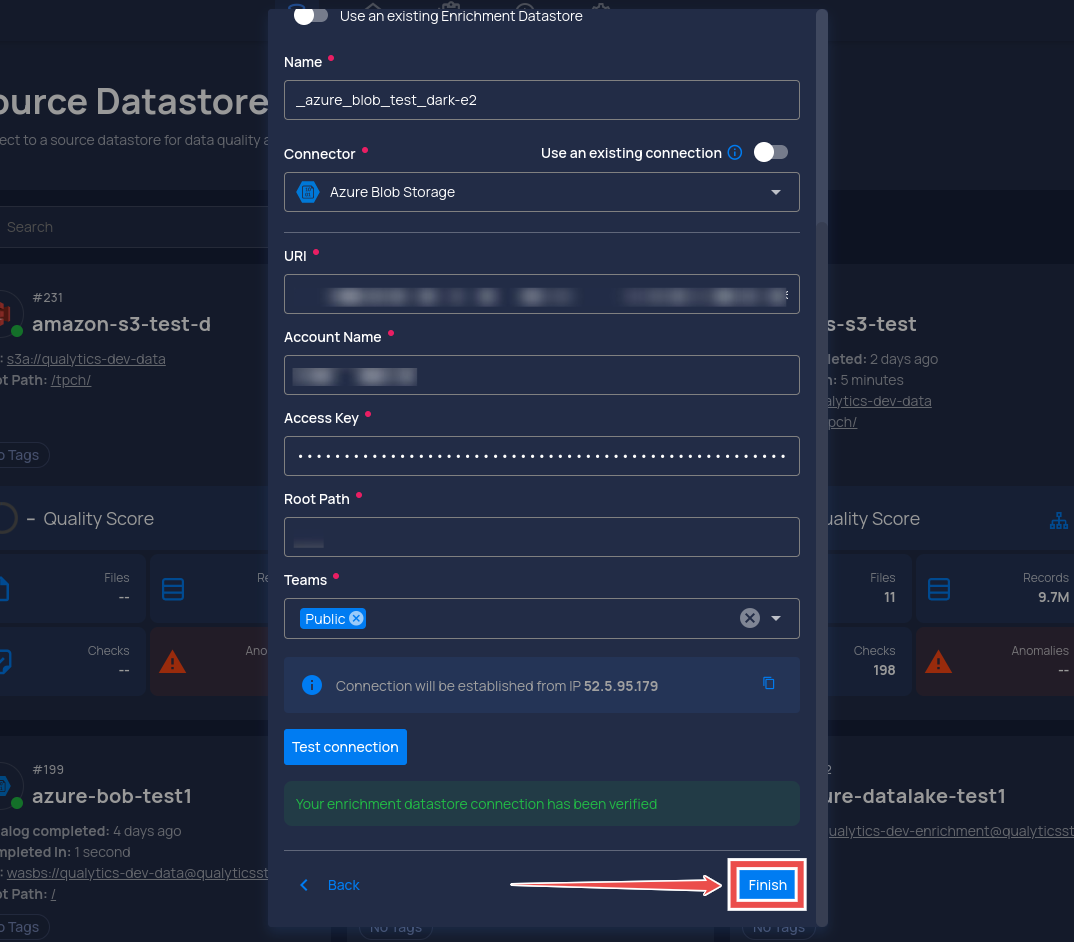 Use an existing Enrichment Datastore
Name
_azure_blob_test_dark-e2
Connector
Use an existing connection
Azure Blob Storage
URI
Account Name
Access Key
Root Path
Teams
Public
Connection will be established from IP 52.5.95.179
Test connection
Your enrichment datastore connection has been verified
Back
Finish
ource Datastore
ect to a source datastore for data quality a
Search
#231
amazon-s3-test-d
: s3a://qualytics-dev-data
ot Path: /tpch/
o Tags
– Quality Score
Files
--
Re
Checks
--
Ano
#199
azure-bob-test1
alog completed: 4 days ago
mpleted In: 1 second
: wasbs://qualytics-dev-data@qualyticsst
ot Path: /
o Tags
No Tags
s-s3-test
leted: 2 days ago
n: 5 minutes
alytics-dev-data
pch/
uality Score
Files
11
Records
9.7M
Checks
198
Anomalies
--
2
ure-datalake-test1
ualytics-dev-enrichment@qualyticsst
No Tags